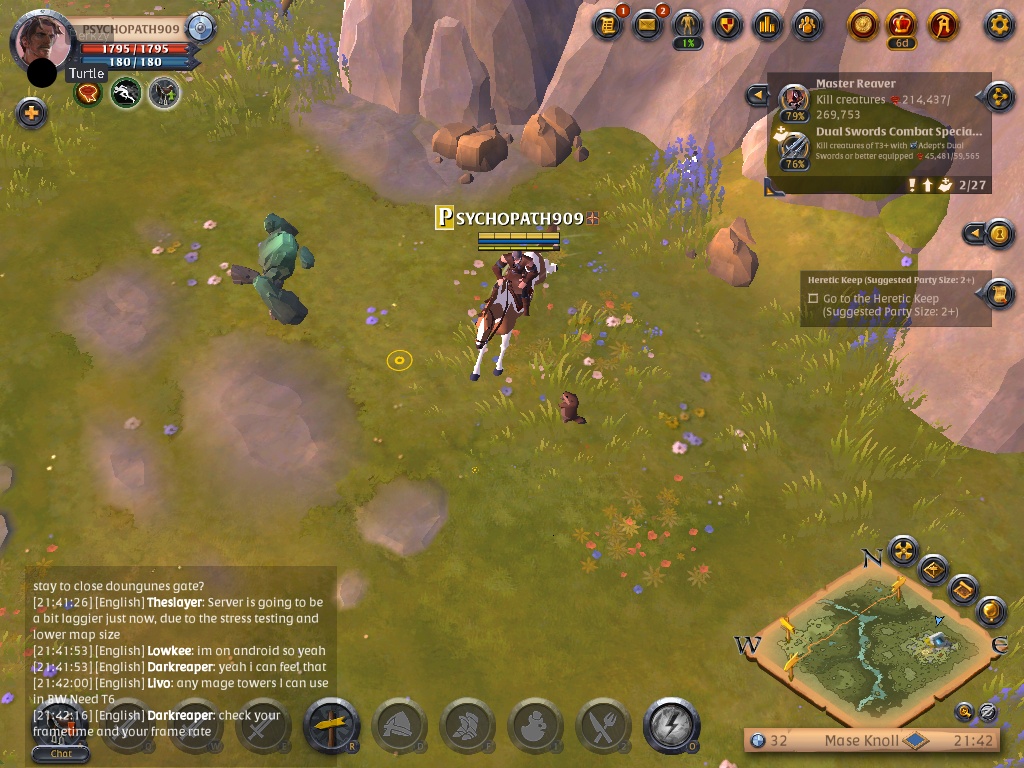 PSYCHOPATH909
1795 / 1795
180 / 180
Turtle
1
2
1%
6d
Master Reaver
Kill creatures 214,437/
269,753
79%
Dual Swords Combat Specia...
Kill creatures of T3+ with Adept's Dual
Swords or better equipped 45,481/59,565
76%
2/27
PSYCHOPATH909
Heretic Keep (Suggested Party Size: 2+)
Go to the Heretic Keep
(Suggested Party Size: 2+)
stay to close doungunes gate?
[21:41:26] [English] Theslayer: Server is going to be
a bit laggier just now, due to the stress testing and
lower map size
[21:41:53] [English] Lowkee: im on android so yeah
[21:41:53] [English] Darkreaper: yeah i can feel that
[21:42:00] [English] Livo: any mage towers I can use
in BW Need T6
[21:42:16] [English] Darkreaper: check your
frametime and your frame rate
Chat
W
R
D
F
1
2
O
N
W
E
32
Mase Knoll
21:42